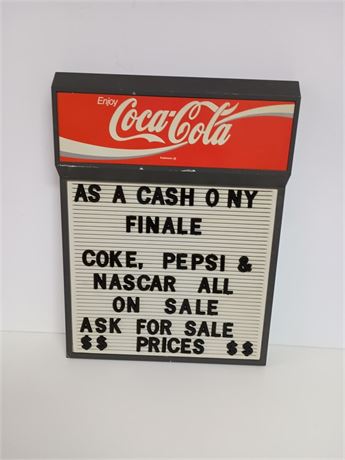 Enjoy
Coca-Cola
AS A CASH O NY
FINALE
COKE, PEPSI &
NASCAR ALL
ON SALE
ASK FOR SALE
$$ PRICES $$